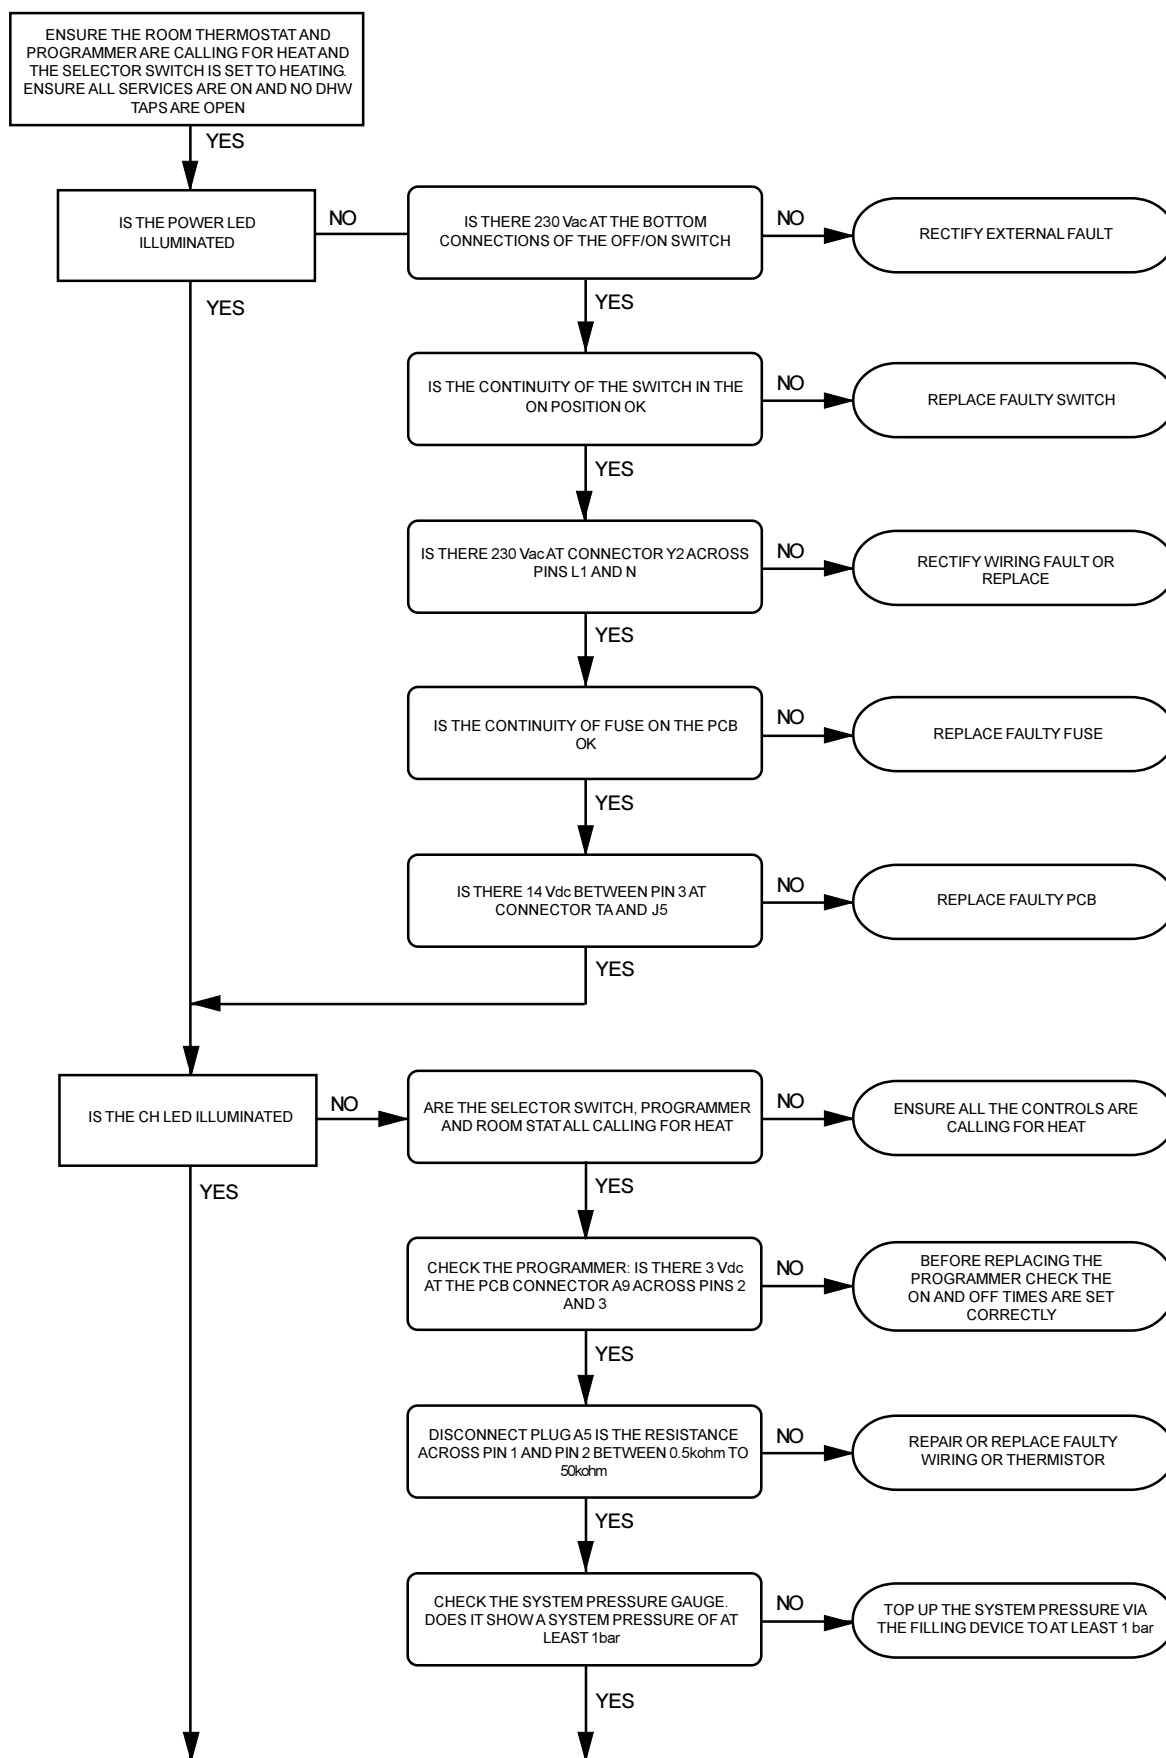 ENSURE THE ROOM THERMOSTAT AND
PROGRAMMER ARE CALLING FOR HEAT AND
THE SELECTOR SWITCH IS SET TO HEATING.
ENSURE ALL SERVICES ARE ON AND NO DHW
TAPS ARE OPEN
YES
IS THE POWER LED
ILLUMINATED
NO
IS THERE 230 Vac AT THE BOTTOM
CONNECTIONS OF THE OFF/ON SWITCH
NO
RECTIFY EXTERNAL FAULT
YES
YES
IS THE CONTINUITY OF THE SWITCH IN THE
ON POSITION OK
NO
REPLACE FAULTY SWITCH
YES
IS THERE 230 Vac AT CONNECTOR Y2 ACROSS
PINS L1 AND N
NO
RECTIFY WIRING FAULT OR
REPLACE
YES
IS THE CONTINUITY OF FUSE ON THE PCB
OK
NO
REPLACE FAULTY FUSE
YES
IS THERE 14 Vdc BETWEEN PIN 3 AT
CONNECTOR TA AND J5
NO
REPLACE FAULTY PCB
YES
IS THE CH LED ILLUMINATED
NO
ARE THE SELECTOR SWITCH, PROGRAMMER
AND ROOM STAT ALL CALLING FOR HEAT
NO
ENSURE ALL THE CONTROLS ARE
CALLING FOR HEAT
YES
YES
CHECK THE PROGRAMMER: IS THERE 3 Vdc
AT THE PCB CONNECTOR A9 ACROSS PINS 2
AND 3
NO
BEFORE REPLACING THE
PROGRAMMER CHECK THE
ON AND OFF TIMES ARE SET
CORRECTLY
YES
DISCONNECT PLUG A5 IS THE RESISTANCE
ACROSS PIN 1 AND PIN 2 BETWEEN 0.5kohm TO
50kohm
NO
REPAIR OR REPLACE FAULTY
WIRING OR THERMISTOR
YES
CHECK THE SYSTEM PRESSURE GAUGE.
DOES IT SHOW A SYSTEM PRESSURE OF AT
LEAST 1bar
NO
TOP UP THE SYSTEM PRESSURE VIA
THE FILLING DEVICE TO AT LEAST 1 bar
YES